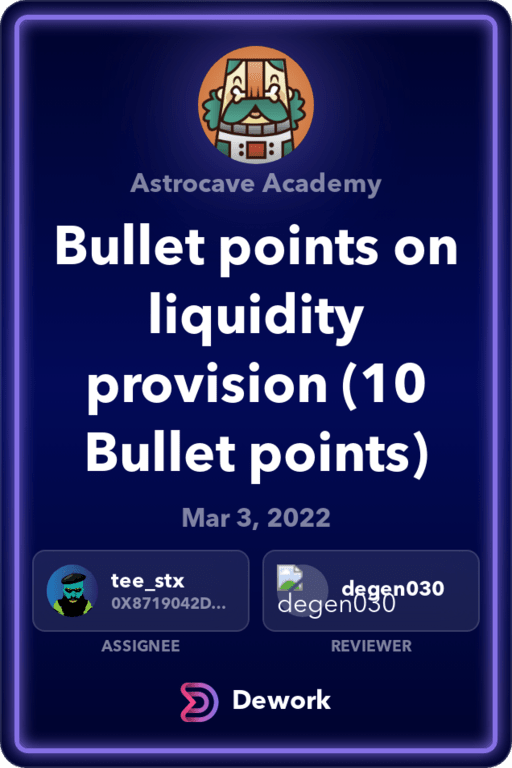 Astrocave Academy
Bullet points on
liquidity
provision (10
Bullet points)
Mar 3, 2022
tee_stx
0X8719042D...
degen030
degen030
ASSIGNEE
REVIEWER
Dework